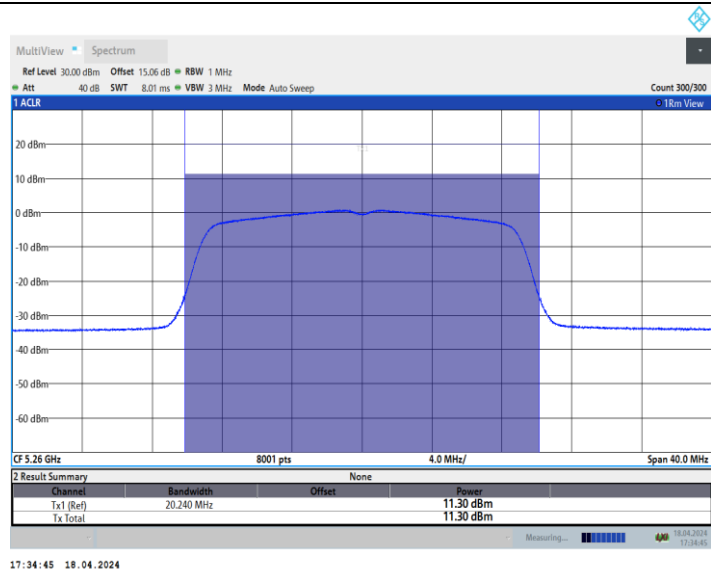 MultiView Spectrum
Ref Level 30.00 dBm Offset 15.06 dB RBW 1 MHz
Att 40 dB SWT 8.01 ms VBW 3 MHz Mode Auto Sweep Count 300/300
1 ACLR 1Rm View
20 dBm
10 dBm
0 dBm
-10 dBm
-20 dBm
-30 dBm
-40 dBm
-50 dBm
-60 dBm
CF 5.26 GHz 8001 pts 4.0 MHz/ Span 40.0 MHz
2 Result Summary None
Channel Bandwidth Offset Power
Tx1 (Ref) 20.240 MHz 11.30 dBm
Tx Total 11.30 dBm
Measuring... 18.04.2024
17:34:45
17:34:45 18.04.2024